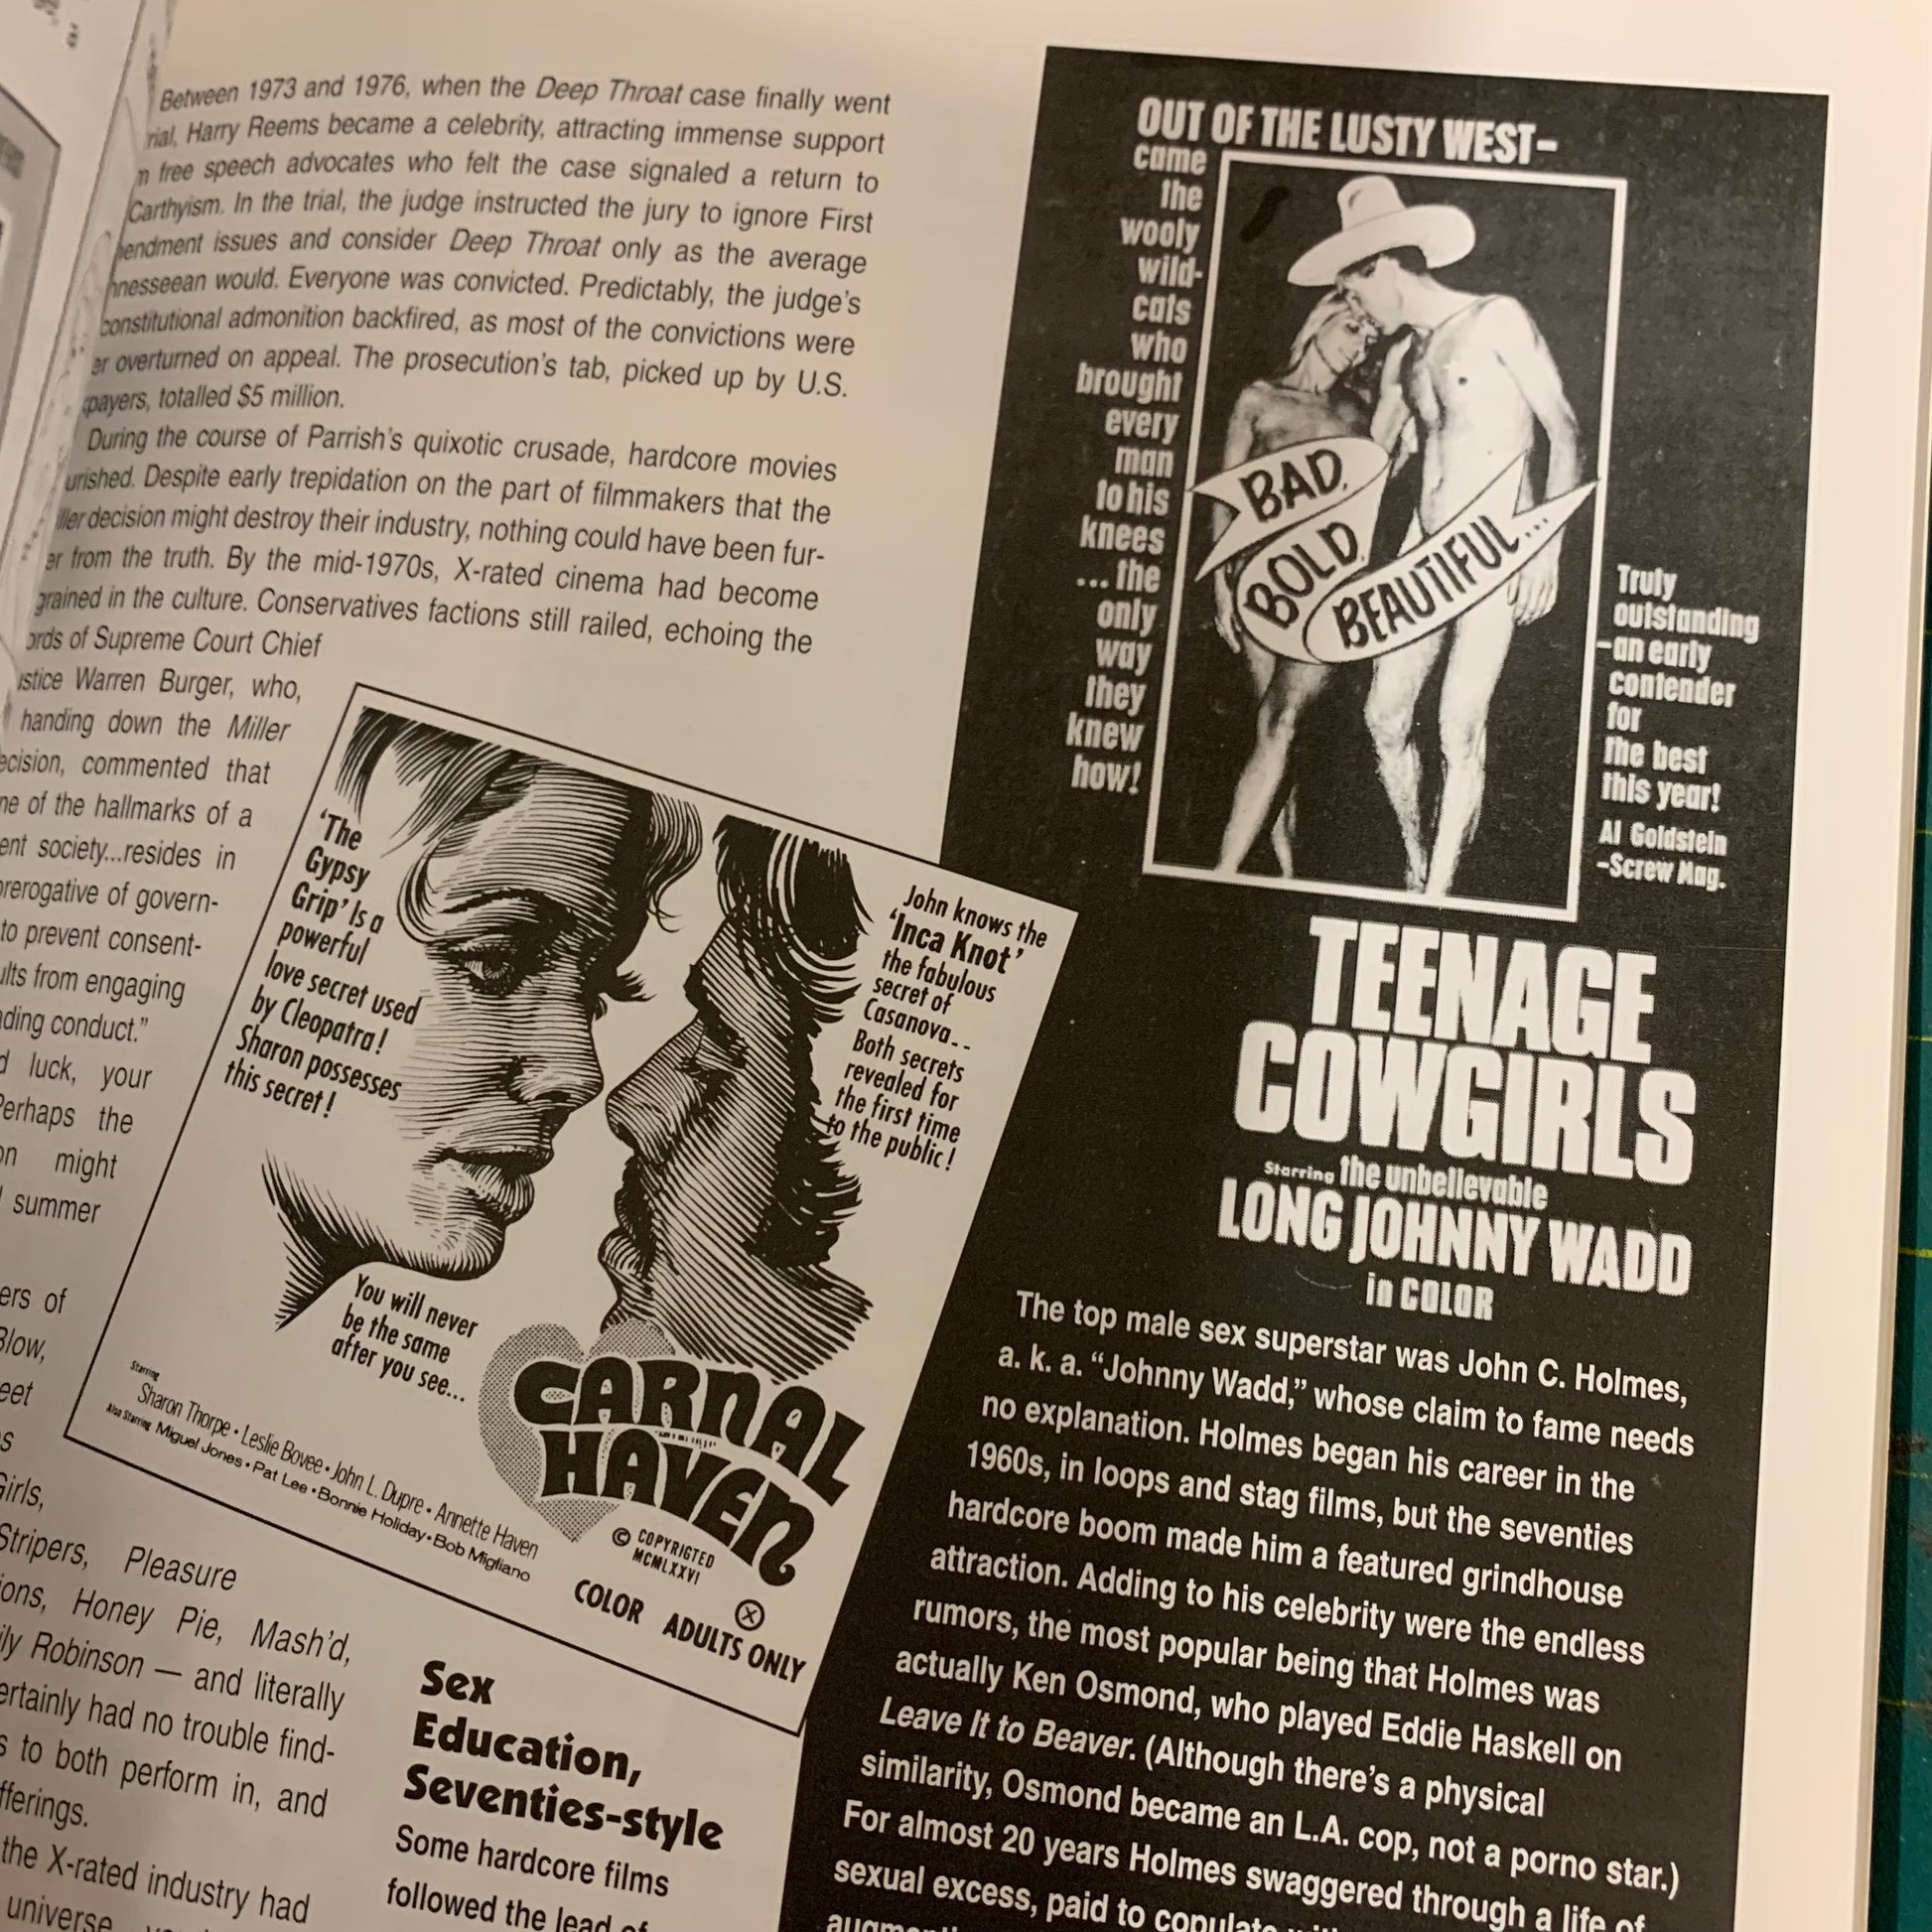 Between 1973 and 1976, when the Deep Throat case finally went
rial, Harry Reems became a celebrity, attracting immense support
free speech advocates who felt the case signaled a return to
Carthyism. In the trial, the judge instructed the jury to ignore First
endment issues and consider Deep Throat only as the average
nnesseean would. Everyone was convicted. Predictably, the judge's
constitutional admonition backfired, as most of the convictions were
er overturned on appeal. The prosecution's tab, picked up by U.S.
payers, totalled $5 million.
During the course of Parrish's quixotic crusade, hardcore movies
urished. Despite early trepidation on the part of filmmakers that the
ller decision might destroy their industry, nothing could have been fur-
er from the truth. By the mid-1970s, X-rated cinema had become
grained in the culture. Conservatives factions still railed, echoing the
ords of Supreme Court Chief
ustice Warren Burger, who,
handing down the Miller
ecision, commented that
ne of the hallmarks of a
ent society...resides in
prerogative of govern-
to prevent consent-
ults from engaging
ading conduct."
d luck, your
Perhaps the
on might
summer
ers of
Blow,
eet
s
Girls,
Stripers, Pleasure
ions, Honey Pie, Mash'd,
ily Robinson — and literally
ertainly had no trouble find-
s to both perform in, and
fferings.
the X-rated industry had
universe
'The
Gypsy
Grip' Is a
powerful
love secret used
by Cleopatra!
Sharon possesses
this secret!
John knows the
'Inca Knot'
the fabulous
secret of
Casanova..
Both secrets
revealed for
the first time
to the public!
You will never
be the same
after you see...
CARNAL
HAVEN
Starring
Sharon Thorpe • Leslie Bovee • John L. Dupre • Annette Haven
Also Starring Miguel Jones • Pat Lee • Bonnie Holiday • Bob Migliano
© COPYRIGTED
MCMLXXVI
X
COLOR ADULTS ONLY
Sex
Education,
Seventies-style
Some hardcore films
followed the lead of
OUT OF THE LUSTY WEST-
came
the
wooly
wild-
cats
who
brought
every
man
to his
knees
... the
only
way
they
knew
how!
BAD,
BOLD,
BEAUTIFUL...
Truly
outstanding
-an early
contender
for
the best
this year!
Al Goldstein
-Screw Mag.
TEENAGE
COWGIRLS
Starring the unbelievable
LONG JOHNNY WADD
in COLOR
The top male sex superstar was John C. Holmes,
a. k. a. "Johnny Wadd," whose claim to fame needs
no explanation. Holmes began his career in the
1960s, in loops and stag films, but the seventies
hardcore boom made him a featured grindhouse
attraction. Adding to his celebrity were the endless
rumors, the most popular being that Holmes was
actually Ken Osmond, who played Eddie Haskell on
Leave It to Beaver. (Although there's a physical
similarity, Osmond became an L.A. cop, not a porno star.)
For almost 20 years Holmes swaggered through a life of
sexual excess, paid to copulate